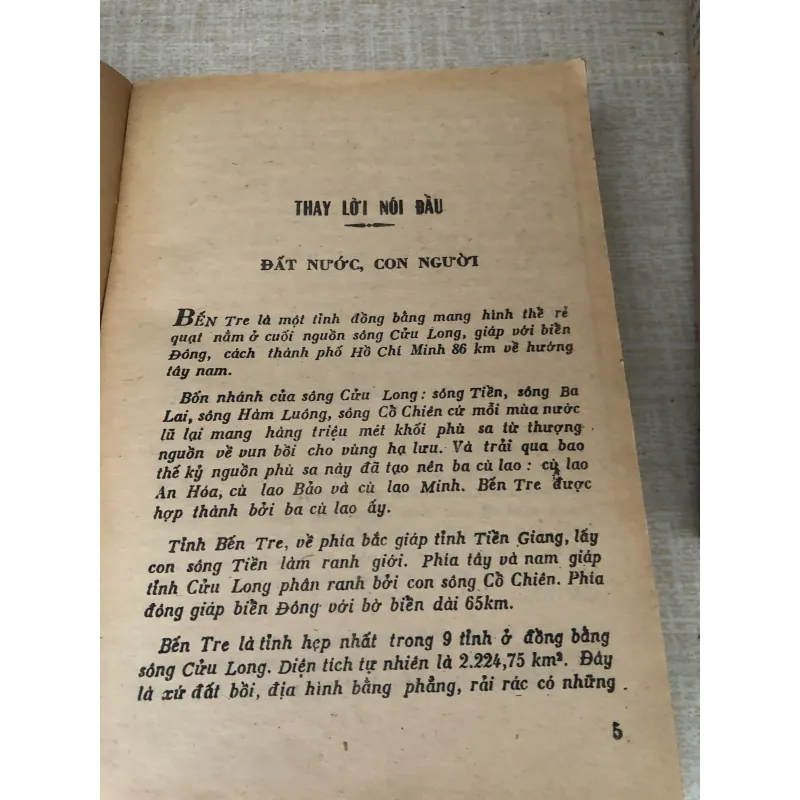 THAY LỜI NÓI ĐẦU
ĐẤT NƯỚC, CON NGƯỜI
BẾN Tre là một tỉnh đồng bằng mang hình thể rẻ
quạt nằm ở cuối nguồn sông Cửu Long, giáp với biển
Đông, cách thành phố Hồ Chí Minh 86 km về hướng
tây nam.
Bốn nhánh của sông Cửu Long : sông Tiền, sông Ba
Lai, sông Hàm Luông, sông Cổ Chiên cứ mỗi mùa nước
lũ lại mang hàng triệu mét khối phù sa từ thượng
nguồn về vun bồi cho vùng hạ lưu. Và trải qua bao
thế kỷ nguồn phù sa này đã tạo nên ba cù lao : cù lao
An Hóa, cù lao Bảo và cù lao Minh. Bến Tre được
hợp thành bởi ba cù lao ấy.
Tỉnh Bến Tre, về phía bắc giáp tỉnh Tiền Giang, lấy
con sông Tiền làm ranh giới. Phía tây và nam giáp
tỉnh Cửu Long phân ranh bởi con sông Cổ Chiên. Phía
đông giáp biển Đông với bờ biển dài 65km.
Bến Tre là tỉnh hẹp nhất trong 9 tỉnh ở đồng bằng
sông Cửu Long. Diện tích tự nhiên là 2.224,75 km². Đây
là xứ đất bồi, địa hình bằng phẳng, rải rác có những
5